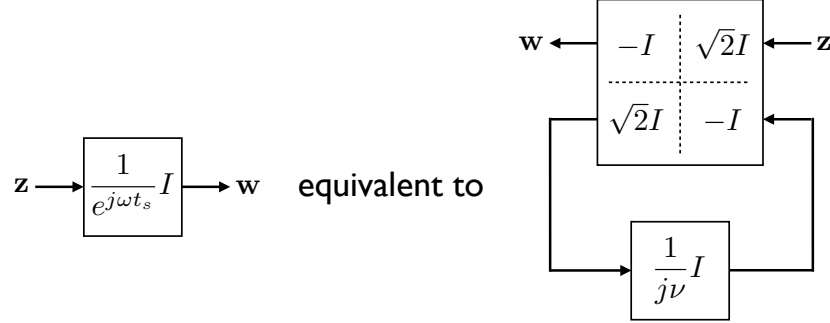 w −I √2I z
√2I −I
z 1/e^{jωt_s} I w equivalent to
1/jν I